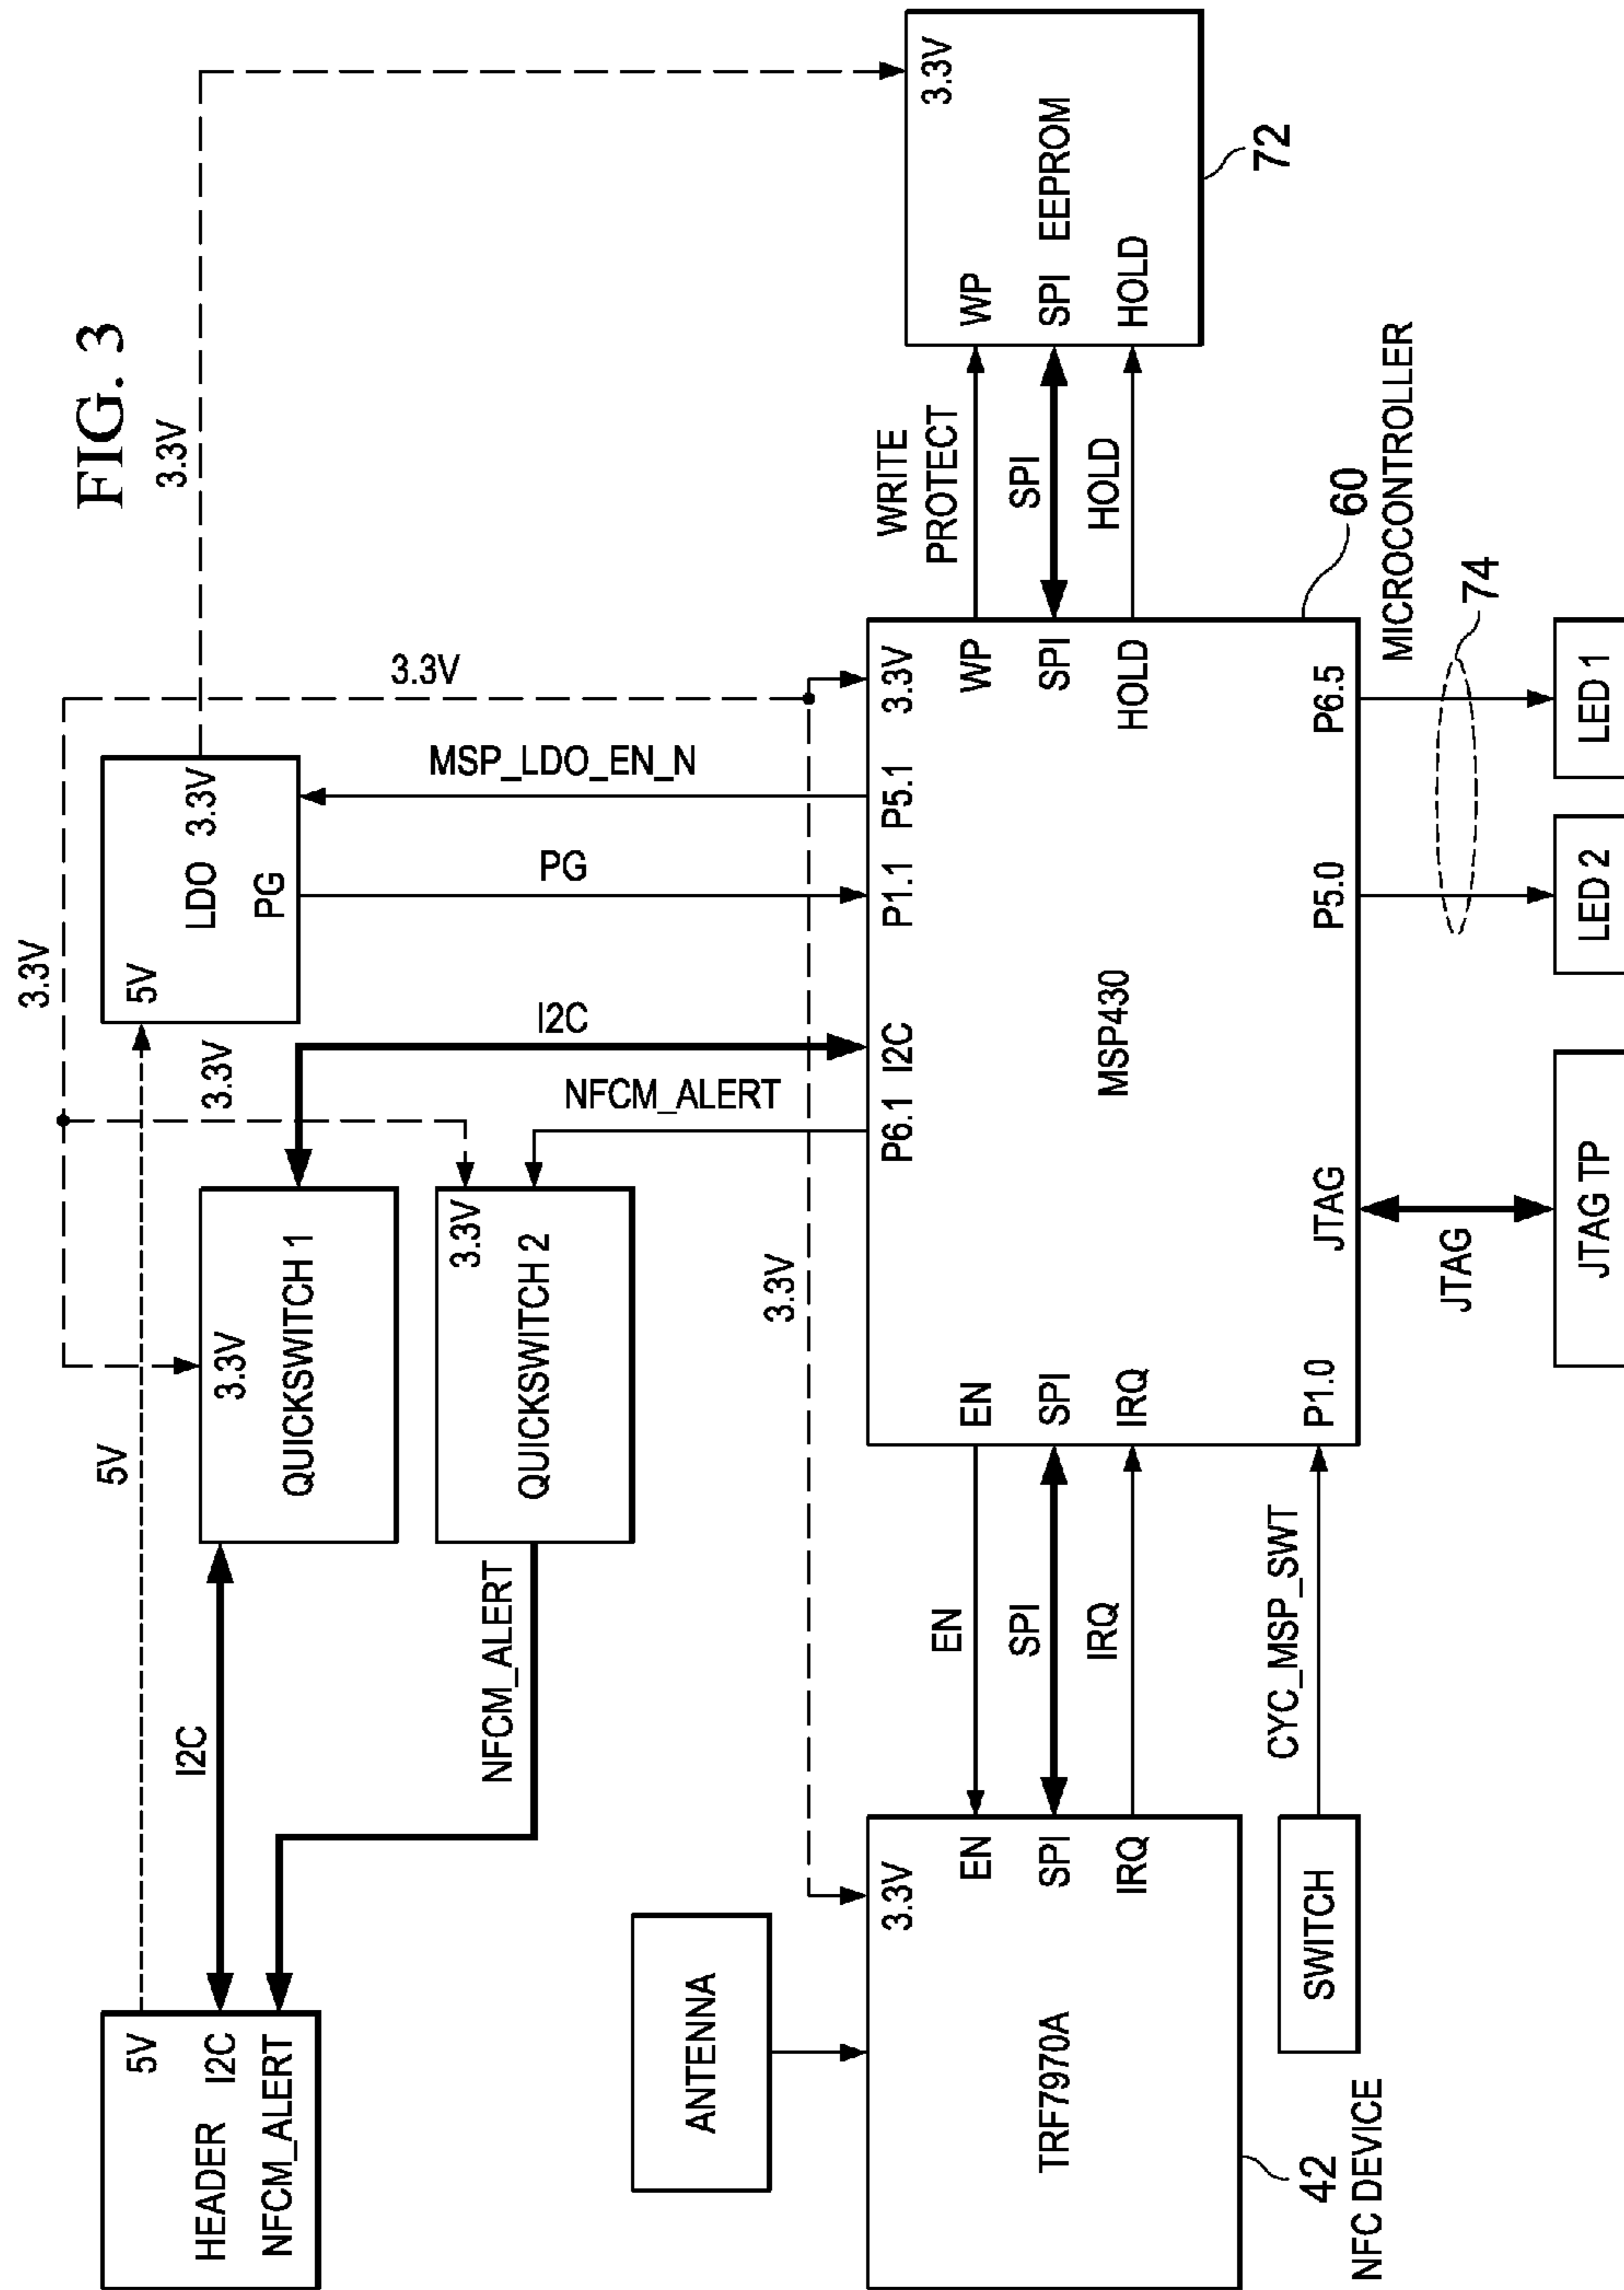 FIG. 3
HEADER
5V
I2C
NFCM_ALERT
5V
I2C
NFCM_ALERT
3.3V
QUICKSWITCH 1
3.3V
QUICKSWITCH 2
3.3V
3.3V
5V
LDO
3.3V
PG
3.3V
3.3V
3.3V
I2C
NFCM_ALERT
PG
MSP_LDO_EN_N
3.3V
ANTENNA
TRF7970A
3.3V
EN
SPI
IRQ
42
NFC DEVICE
EN
SPI
IRQ
SWITCH
CYC_MSP_SWT
MSP430
P6.1
I2C
P1.1
P5.1
3.3V
EN
SPI
IRQ
P1.0
WP
SPI
HOLD
JTAG
P5.0
P6.5
60
MICROCONTROLLER
WRITE
PROTECT
SPI
HOLD
3.3V
WP
SPI EEPROM
HOLD
72
JTAG
JTAG TP
74
LED 2
LED 1